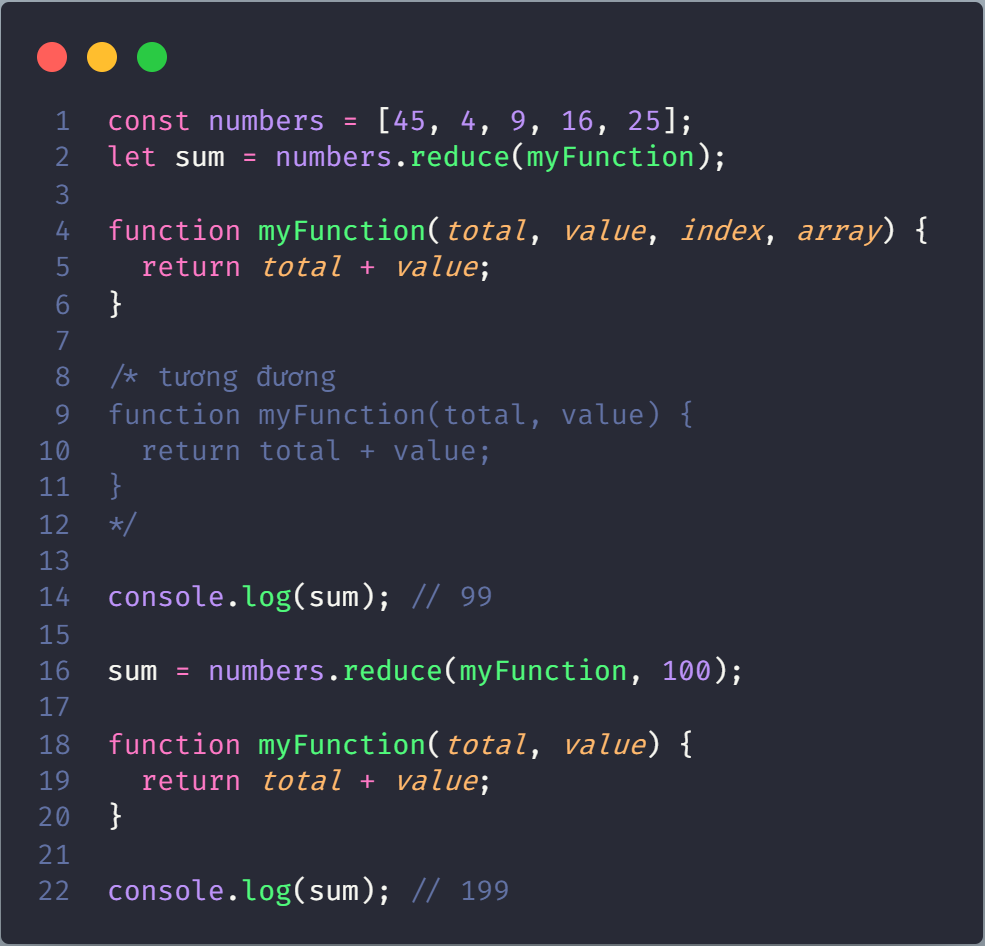 1 const numbers = [45, 4, 9, 16, 25];
2 let sum = numbers.reduce(myFunction);
3
4 function myFunction(total, value, index, array) {
5   return total + value;
6 }
7
8 /* tương đương
9 function myFunction(total, value) {
10   return total + value;
11 }
12 */
13
14 console.log(sum); // 99
15
16 sum = numbers.reduce(myFunction, 100);
17
18 function myFunction(total, value) {
19   return total + value;
20 }
21
22 console.log(sum); // 199